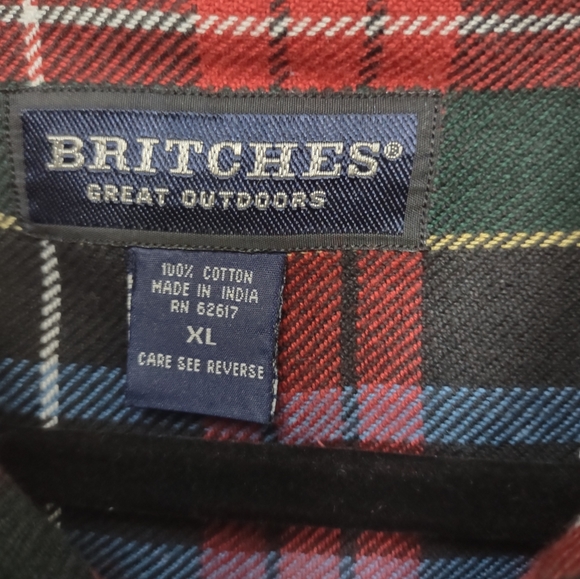 BRITCHES®
GREAT OUTDOORS
100% COTTON
MADE IN INDIA
RN 62617
XL
CARE SEE REVERSE